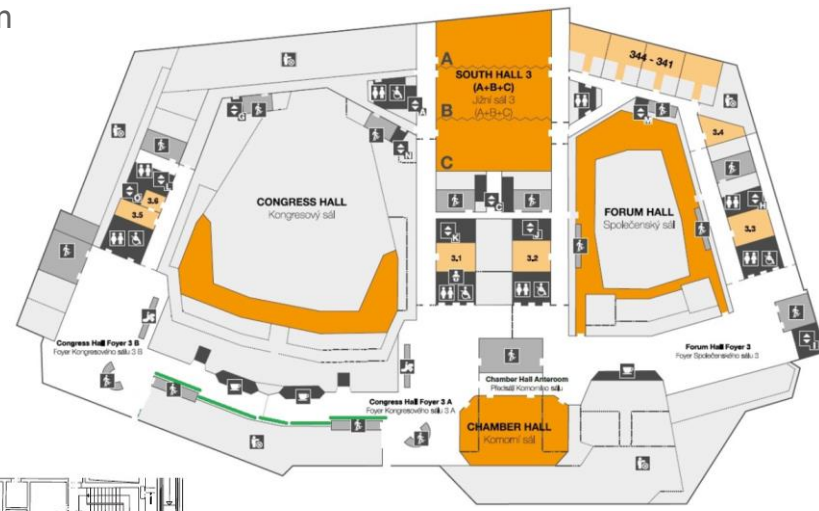 344 - 341
A
SOUTH HALL 3
(A+B+C)
Jižní sál 3
(A+B+C)
B
C
G
A
N
M
3.4
L
O
3.6
3.5
CONGRESS HALL
Kongresový sál
C
K
J
3.1
3.2
FORUM HALL
Společenský sál
H
3.3
I
Congress Hall Foyer 3 B
Foyer Kongresového sálu 3 B
Forum Hall Foyer 3
Foyer Společenského sálu 3
Chamber Hall Anteroom
Předsálí Komorního sálu
Congress Hall Foyer 3 A
Foyer Kongresového sálu 3 A
CHAMBER HALL
Komorní sál